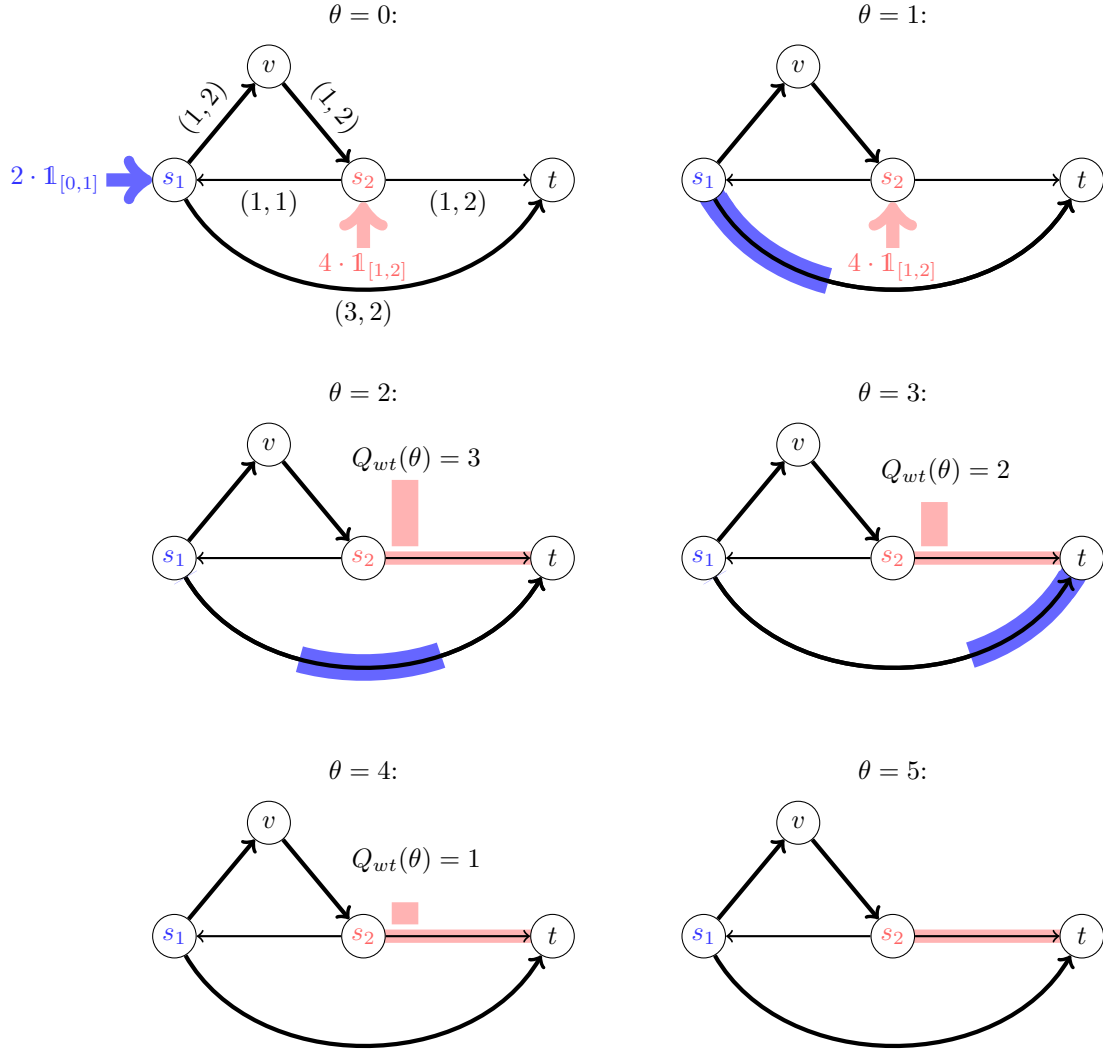 θ = 0:
v
(1, 2)
(1, 2)
2 · 𝟙[0,1]
s1
s2
t
(1, 1)
(1, 2)
4 · 𝟙[1,2]
(3, 2)
θ = 1:
v
s1
s2
t
4 · 𝟙[1,2]
θ = 2:
v
Qwt(θ) = 3
s1
s2
t
θ = 3:
v
Qwt(θ) = 2
s1
s2
t
θ = 4:
v
Qwt(θ) = 1
s1
s2
t
θ = 5:
v
s1
s2
t